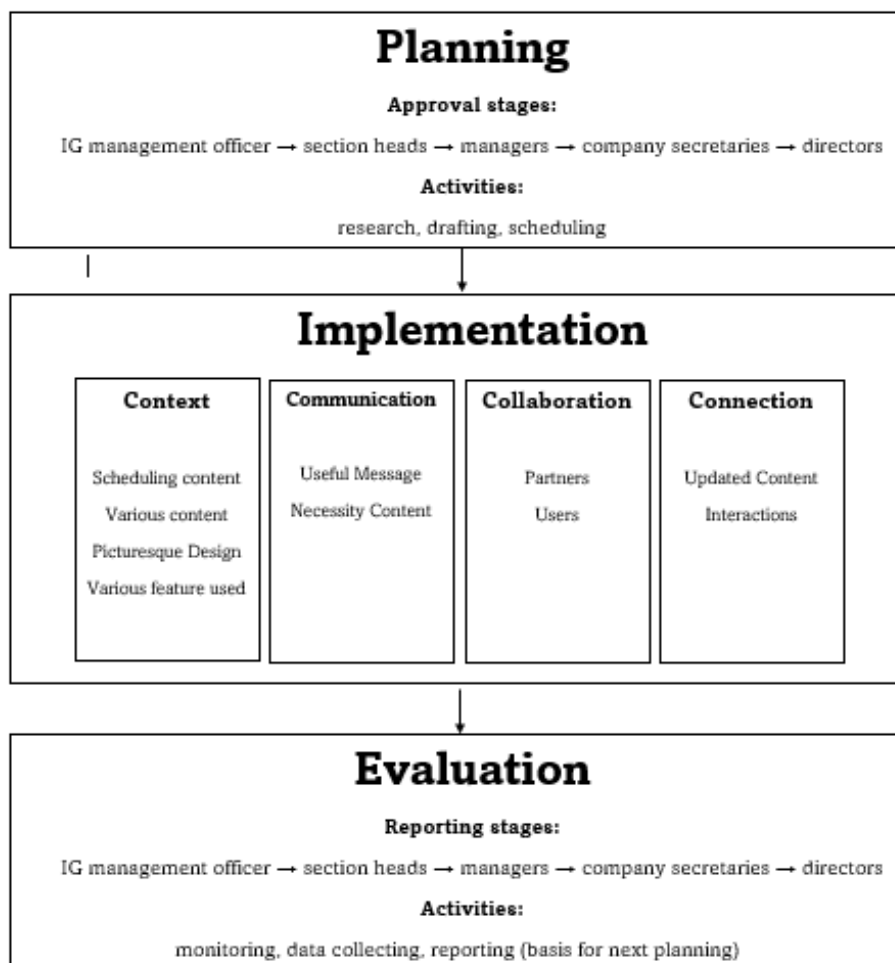 Planning
Approval stages:
IG management officer → section heads → managers → company secretaries → directors
Activities:
research, drafting, scheduling
Implementation
Context
Scheduling content
Various content
Picturesque Design
Various feature used
Communication
Useful Message
Necessity Content
Collaboration
Partners
Users
Connection
Updated Content
Interactions
Evaluation
Reporting stages:
IG management officer → section heads → managers → company secretaries → directors
Activities:
monitoring, data collecting, reporting (basis for next planning)